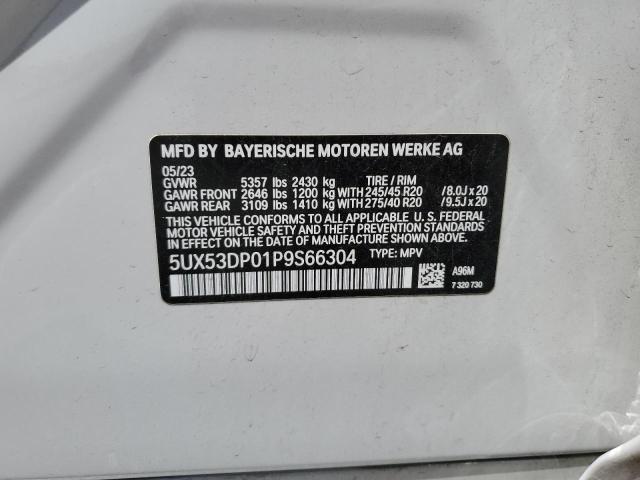 MFD BY BAYERISCHE MOTOREN WERKE AG
05/23
GVWR 5357 lbs 2430 kg TIRE / RIM
GAWR FRONT 2646 lbs 1200 kg WITH 245/45 R20 / 8.0J x 20
GAWR REAR 3109 lbs 1410 kg WITH 275/40 R20 / 9.5J x 20
THIS VEHICLE CONFORMS TO ALL APPLICABLE U. S. FEDERAL
MOTOR VEHICLE SAFETY AND THEFT PREVENTION STANDARDS
IN EFFECT ON THE DATE OF MANUFACTURE SHOWN ABOVE.
5UX53DP01P9S66304 TYPE: MPV
A96M
7 320 730